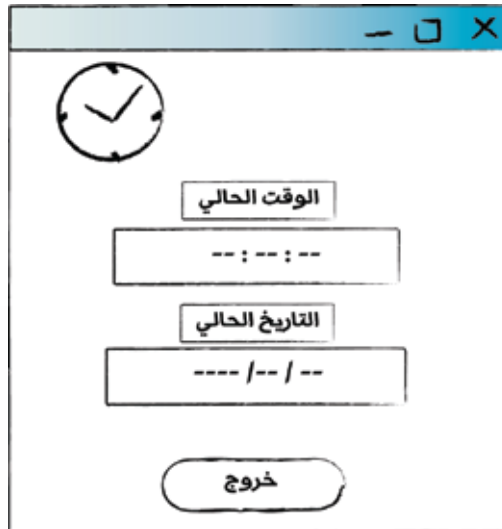 الوقت الحالي
-- : -- : --
التاريخ الحالي
-- / --/ ----
خروج